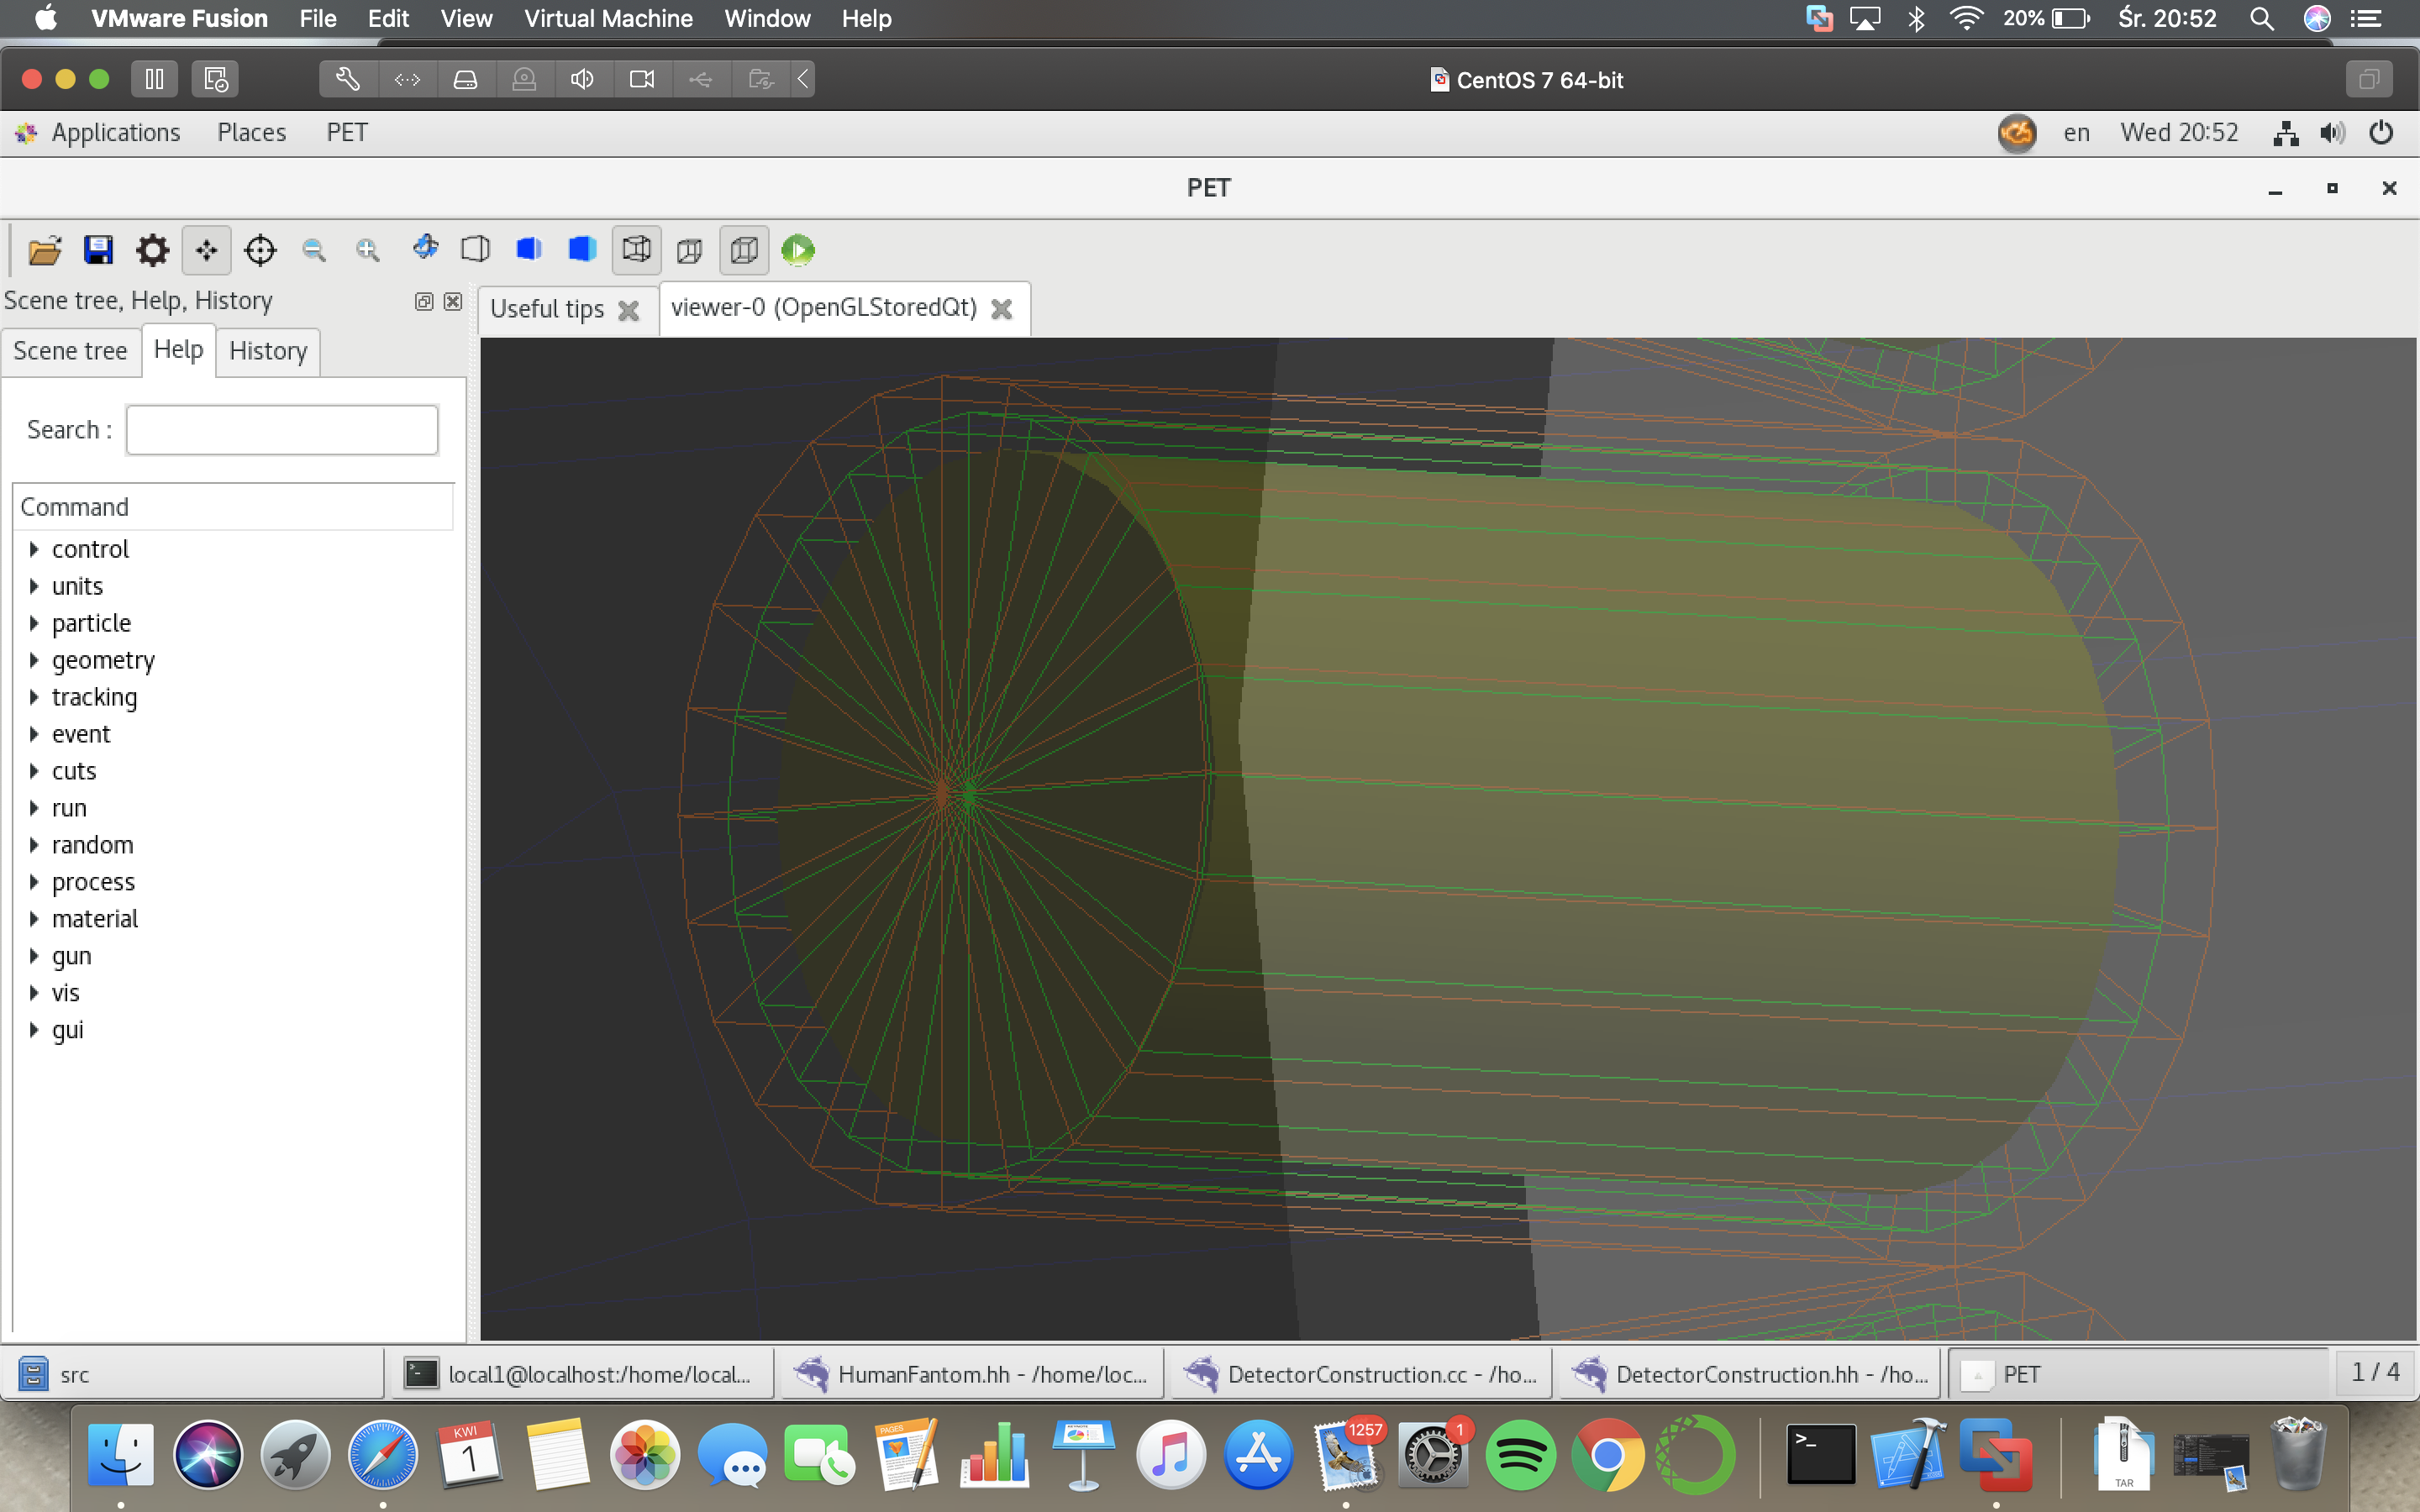 VMware Fusion File Edit View Virtual Machine Window Help 20% Śr. 20:52
CentOS 7 64-bit
Applications Places PET en Wed 20:52
PET
Scene tree, Help, History
Useful tips viewer-0 (OpenGLStoredQt)
Scene tree Help History
Search :
Command
control
units
particle
geometry
tracking
event
cuts
run
random
process
material
gun
vis
gui
src local1@localhost:/home/local... HumanFantom.hh - /home/loc... DetectorConstruction.cc - /ho... DetectorConstruction.hh - /ho... PET 1 / 4
KWI
1
PAGES
1257
1
>_
TAR